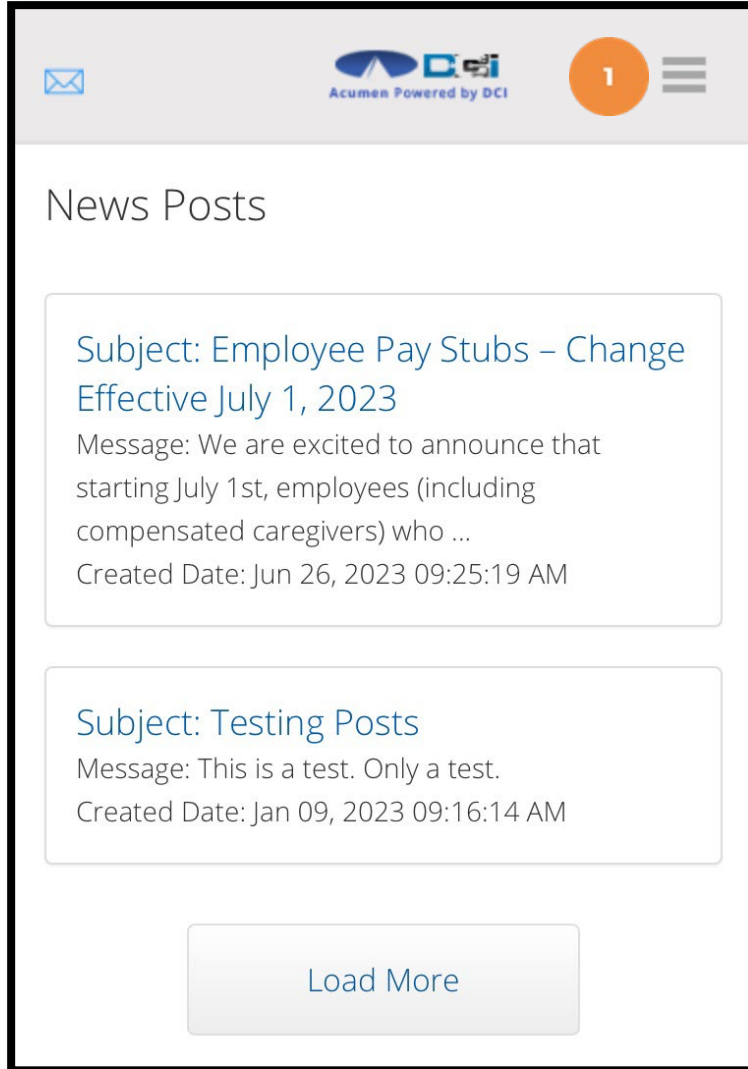 DCI
Acumen Powered by DCI
1
News Posts
Subject: Employee Pay Stubs – Change
Effective July 1, 2023
Message: We are excited to announce that
starting July 1st, employees (including
compensated caregivers) who ...
Created Date: Jun 26, 2023 09:25:19 AM
Subject: Testing Posts
Message: This is a test. Only a test.
Created Date: Jan 09, 2023 09:16:14 AM
Load More